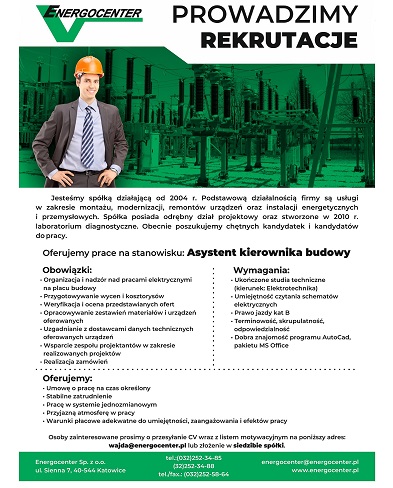 ENERGOCENTER
PROWADZIMY
REKRUTACJE
Jesteśmy spółką działającą od 2004 r. Podstawową działalnością firmy są usługi
w zakresie montażu, modernizacji, remontów urządzeń oraz instalacji energetycznych
i przemysłowych. Spółka posiada odrębny dział projektowy oraz stworzone w 2010 r.
laboratorium diagnostyczne. Obecnie poszukujemy chętnych kandydatek i kandydatów
do pracy.
Oferujemy prace na stanowisku: Asystent kierownika budowy
Obowiązki:
• Organizacja i nadzór nad pracami elektrycznymi
na placu budowy
• Przygotowywanie wycen i kosztorysów
• Weryfikacja i ocena przedstawianych ofert
• Opracowywanie zestawień materiałów i urządzeń
oferowanych
• Uzgadnianie z dostawcami danych technicznych
oferowanych urządzeń
• Wsparcie zespołu projektantów w zakresie
realizowanych projektów
• Realizacja zamówień
Wymagania:
• Ukończone studia techniczne
(kierunek: Elektrotechnika)
• Umiejętność czytania schematów
elektrycznych
• Prawo jazdy kat B
• Terminowość, skrupulatność,
odpowiedzialność
• Dobra znajomość programu AutoCad,
pakietu MS Office
Oferujemy:
• Umowę o pracę na czas określony
• Stabilne zatrudnienie
• Pracę w systemie jednozmianowym
• Przyjazną atmosferę w pracy
• Warunki płacowe adekwatne do umiejętności, zaangażowania i efektów pracy
Osoby zainteresowane prosimy o przesyłanie CV wraz z listem motywacyjnym na poniższy adres:
wajda@energocenter.pl lub złożenie w siedzibie spółki.
Energocenter Sp. z o.o.
ul. Sienna 7, 40-544 Katowice
tel.:(032)252-34-85
(32)252-34-88
tel./fax.: (032)252-58-64
energocenter@energocenter.pl
www.energocenter.pl